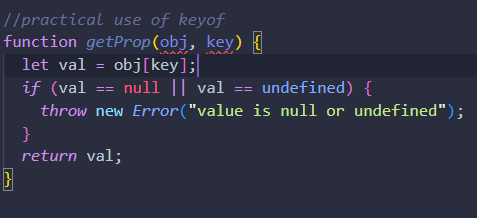 //practical use of keyof
function getProp(obj, key) {
let val = obj[key];
if (val == null || val == undefined) {
throw new Error("value is null or undefined");
}
return val;
}